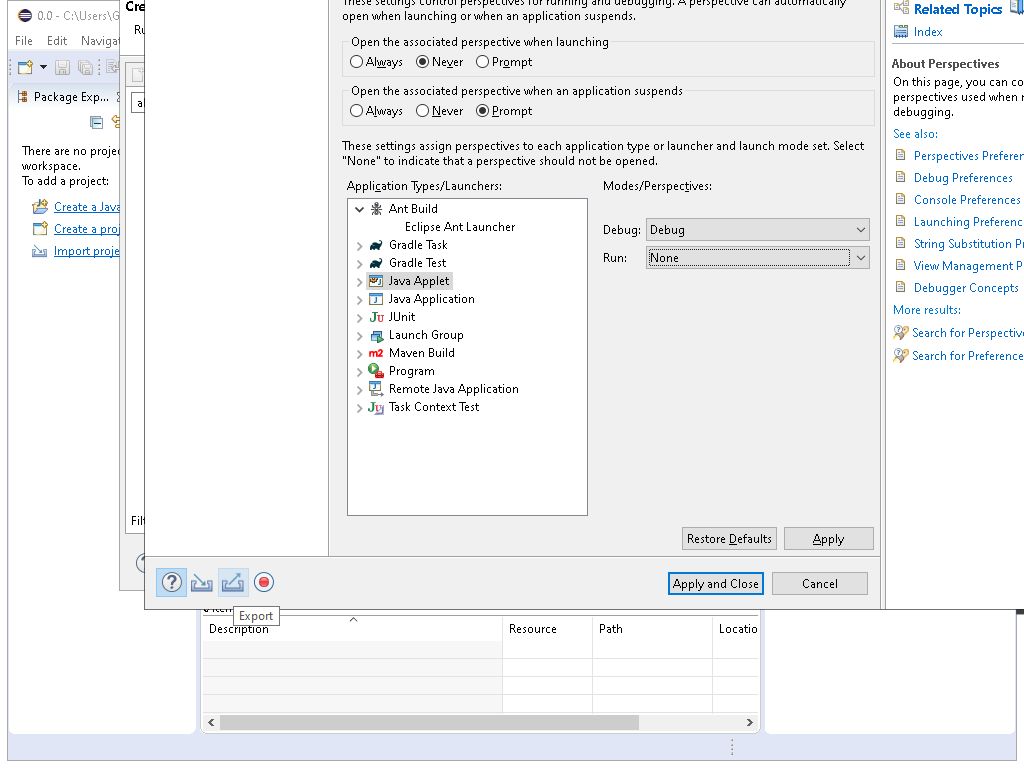 0.0 - C:\Users\G
File Edit Naviga
Package Exp...
There are no proje
workspace.
To add a project:
Create a Java
Create a proj
Import proje
Cre
These settings control perspectives for running and debugging. A perspective can automatically
open when launching or when an application suspends.
Open the associated perspective when launching
Always Never Prompt
Open the associated perspective when an application suspends
Always Never Prompt
These settings assign perspectives to each application type or launcher and launch mode set. Select
"None" to indicate that a perspective should not be opened.
Application Types/Launchers:
Ant Build
Eclipse Ant Launcher
Gradle Task
Gradle Test
Java Applet
Java Application
JUnit
Launch Group
Maven Build
Program
Remote Java Application
Task Context Test
Modes/Perspectives:
Debug: Debug
Run: None
Restore Defaults Apply
Apply and Close Cancel
Export
Related Topics
Index
About Perspectives
On this page, you can co
perspectives used when r
debugging.
See also:
Perspectives Preferen
Debug Preferences
Console Preferences
Launching Preferenc
String Substitution P
View Management P
Debugger Concepts
More results:
Search for Perspective
Search for Preference
Description Resource Path Locatio